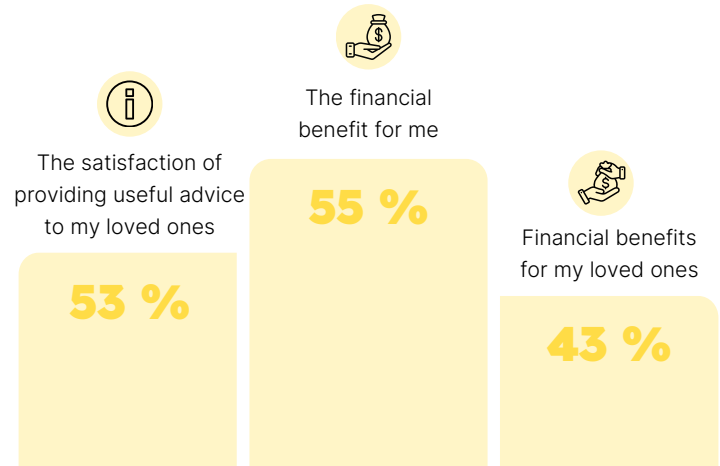 The satisfaction of
providing useful advice
to my loved ones
53 %
The financial
benefit for me
55 %
Financial benefits
for my loved ones
43 %